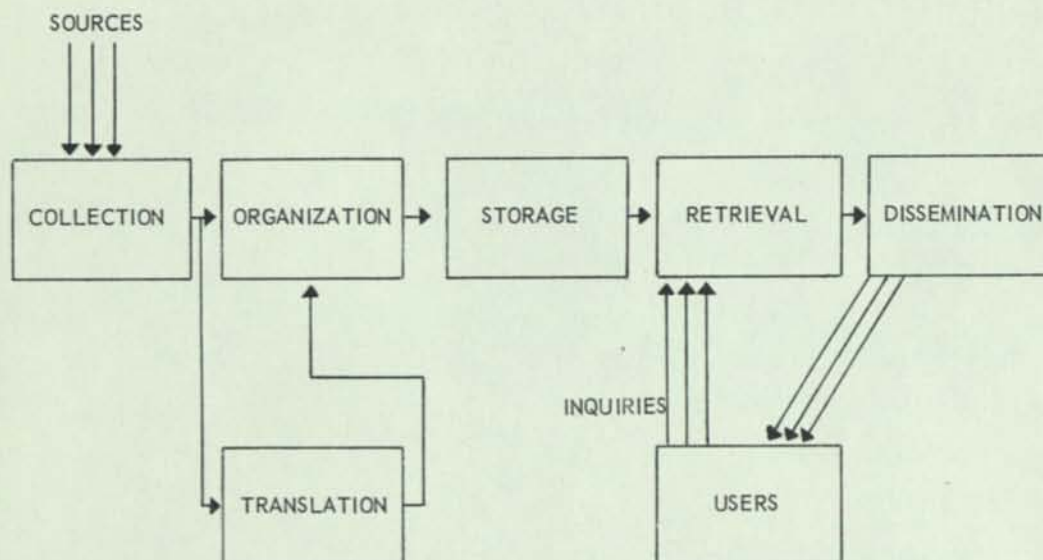 SOURCES
COLLECTION
ORGANIZATION
STORAGE
RETRIEVAL
DISSEMINATION
INQUIRIES
TRANSLATION
USERS